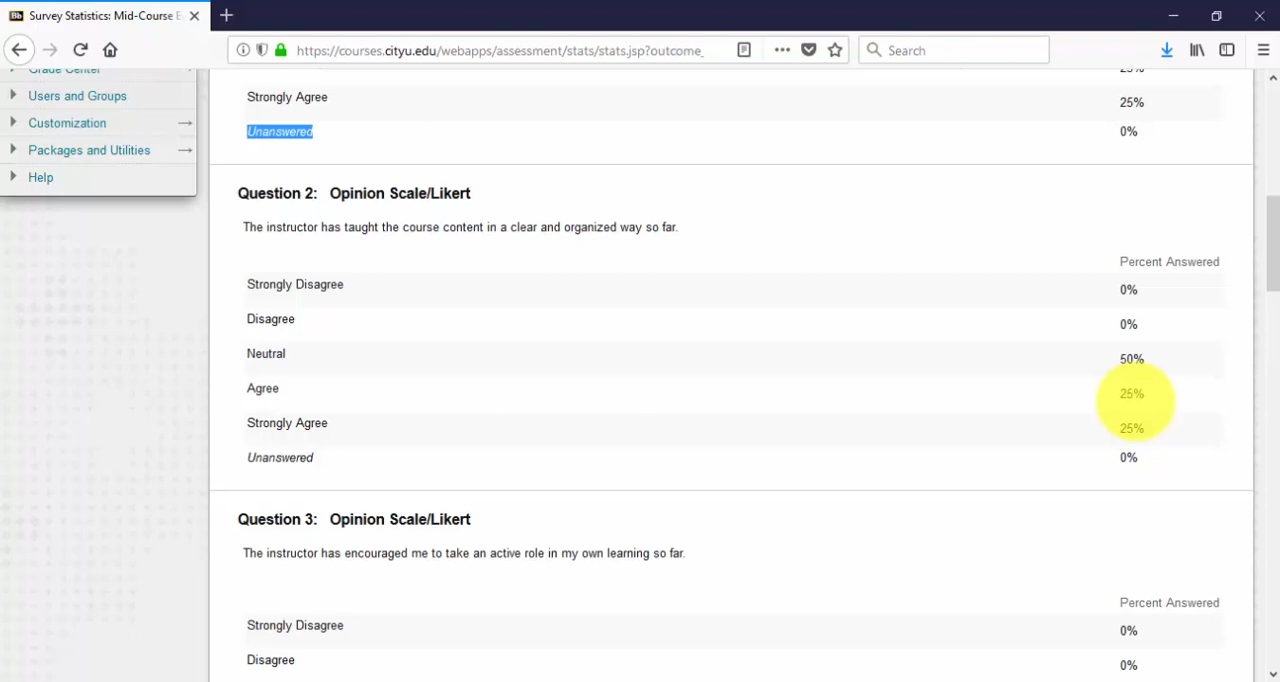 Survey Statistics: Mid-Course E
https://courses.cityu.edu/webapps/assessment/stats/stats.jsp?outcome_
Search
Grade Center
Users and Groups
Customization
Packages and Utilities
Help
25%
Strongly Agree 25%
Unanswered 0%
Question 2: Opinion Scale/Likert
The instructor has taught the course content in a clear and organized way so far.
Percent Answered
Strongly Disagree 0%
Disagree 0%
Neutral 50%
Agree 25%
Strongly Agree 25%
Unanswered 0%
Question 3: Opinion Scale/Likert
The instructor has encouraged me to take an active role in my own learning so far.
Percent Answered
Strongly Disagree 0%
Disagree 0%